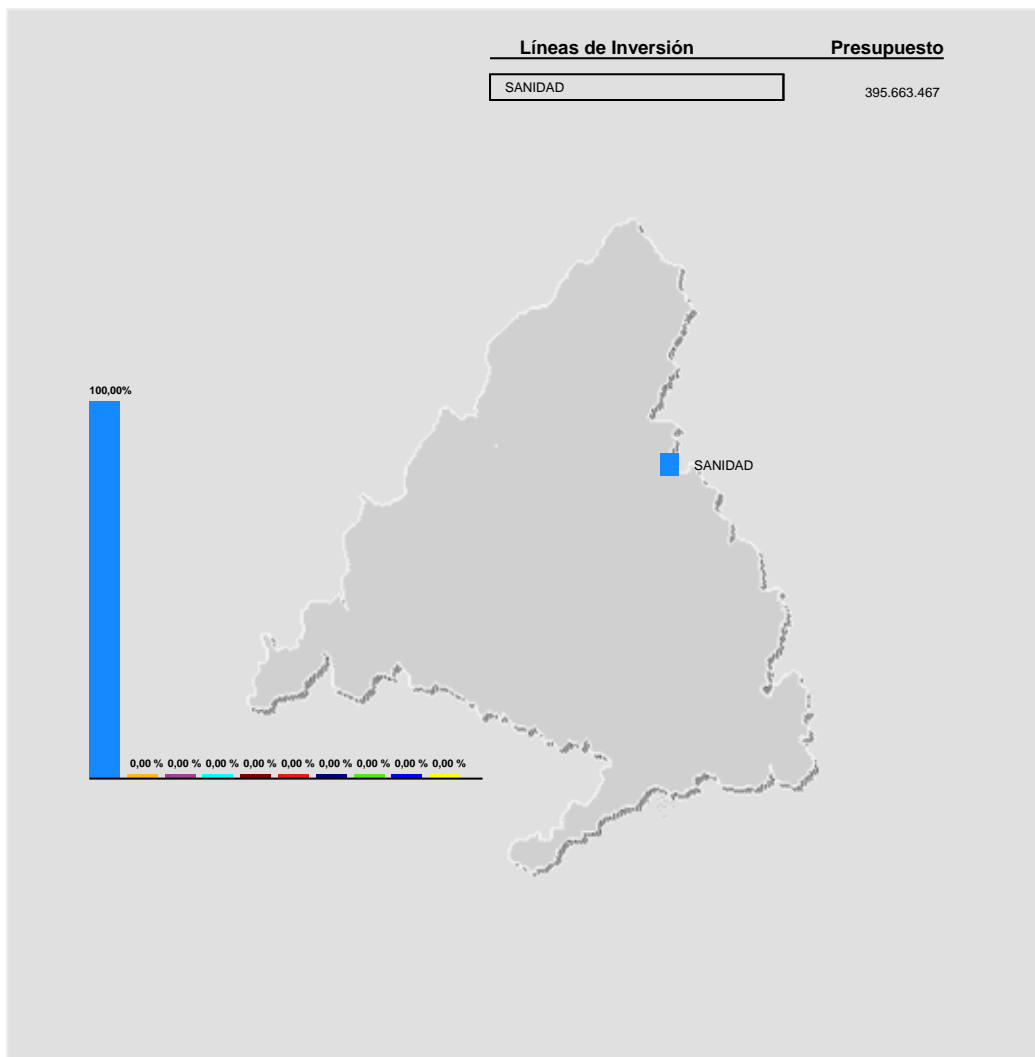 Líneas de Inversión Presupuesto
SANIDAD 395.663.467
100,00%
SANIDAD
0,00 % 0,00 % 0,00 % 0,00 % 0,00 % 0,00 % 0,00 % 0,00 % 0,00 %